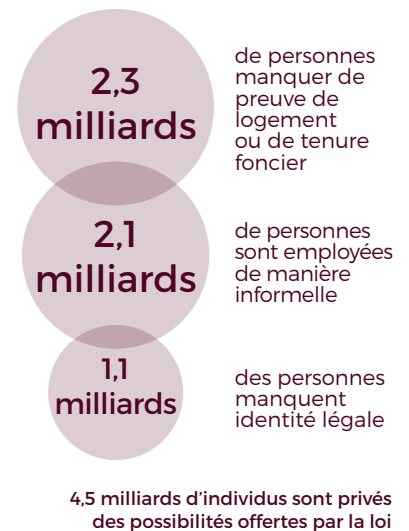 2,3
milliards
de personnes
manquer de
preuve de
logement
ou de tenure
foncier
2,1
milliards
de personnes
sont employées
de manière
informelle
1,1
milliards
des personnes
manquent
identité légale
4,5 milliards d'individus sont privés
des possibilités offertes par la loi